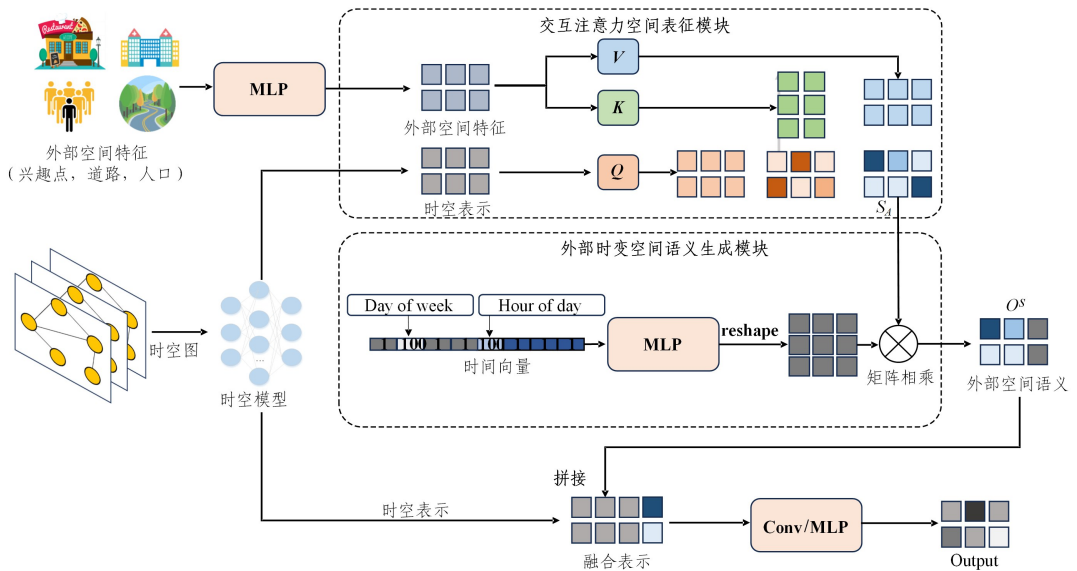 Restaurant
外部空间特征
（兴趣点，道路，人口）
MLP
交互注意力空间表征模块
外部空间特征
V
K
时空表示
Q
S_A
时空图
...
时空模型
外部时变空间语义生成模块
Day of week
Hour of day
1 100
100
时间向量
MLP
reshape
矩阵相乘
O^S
外部空间语义
时空表示
拼接
融合表示
Conv/MLP
Output